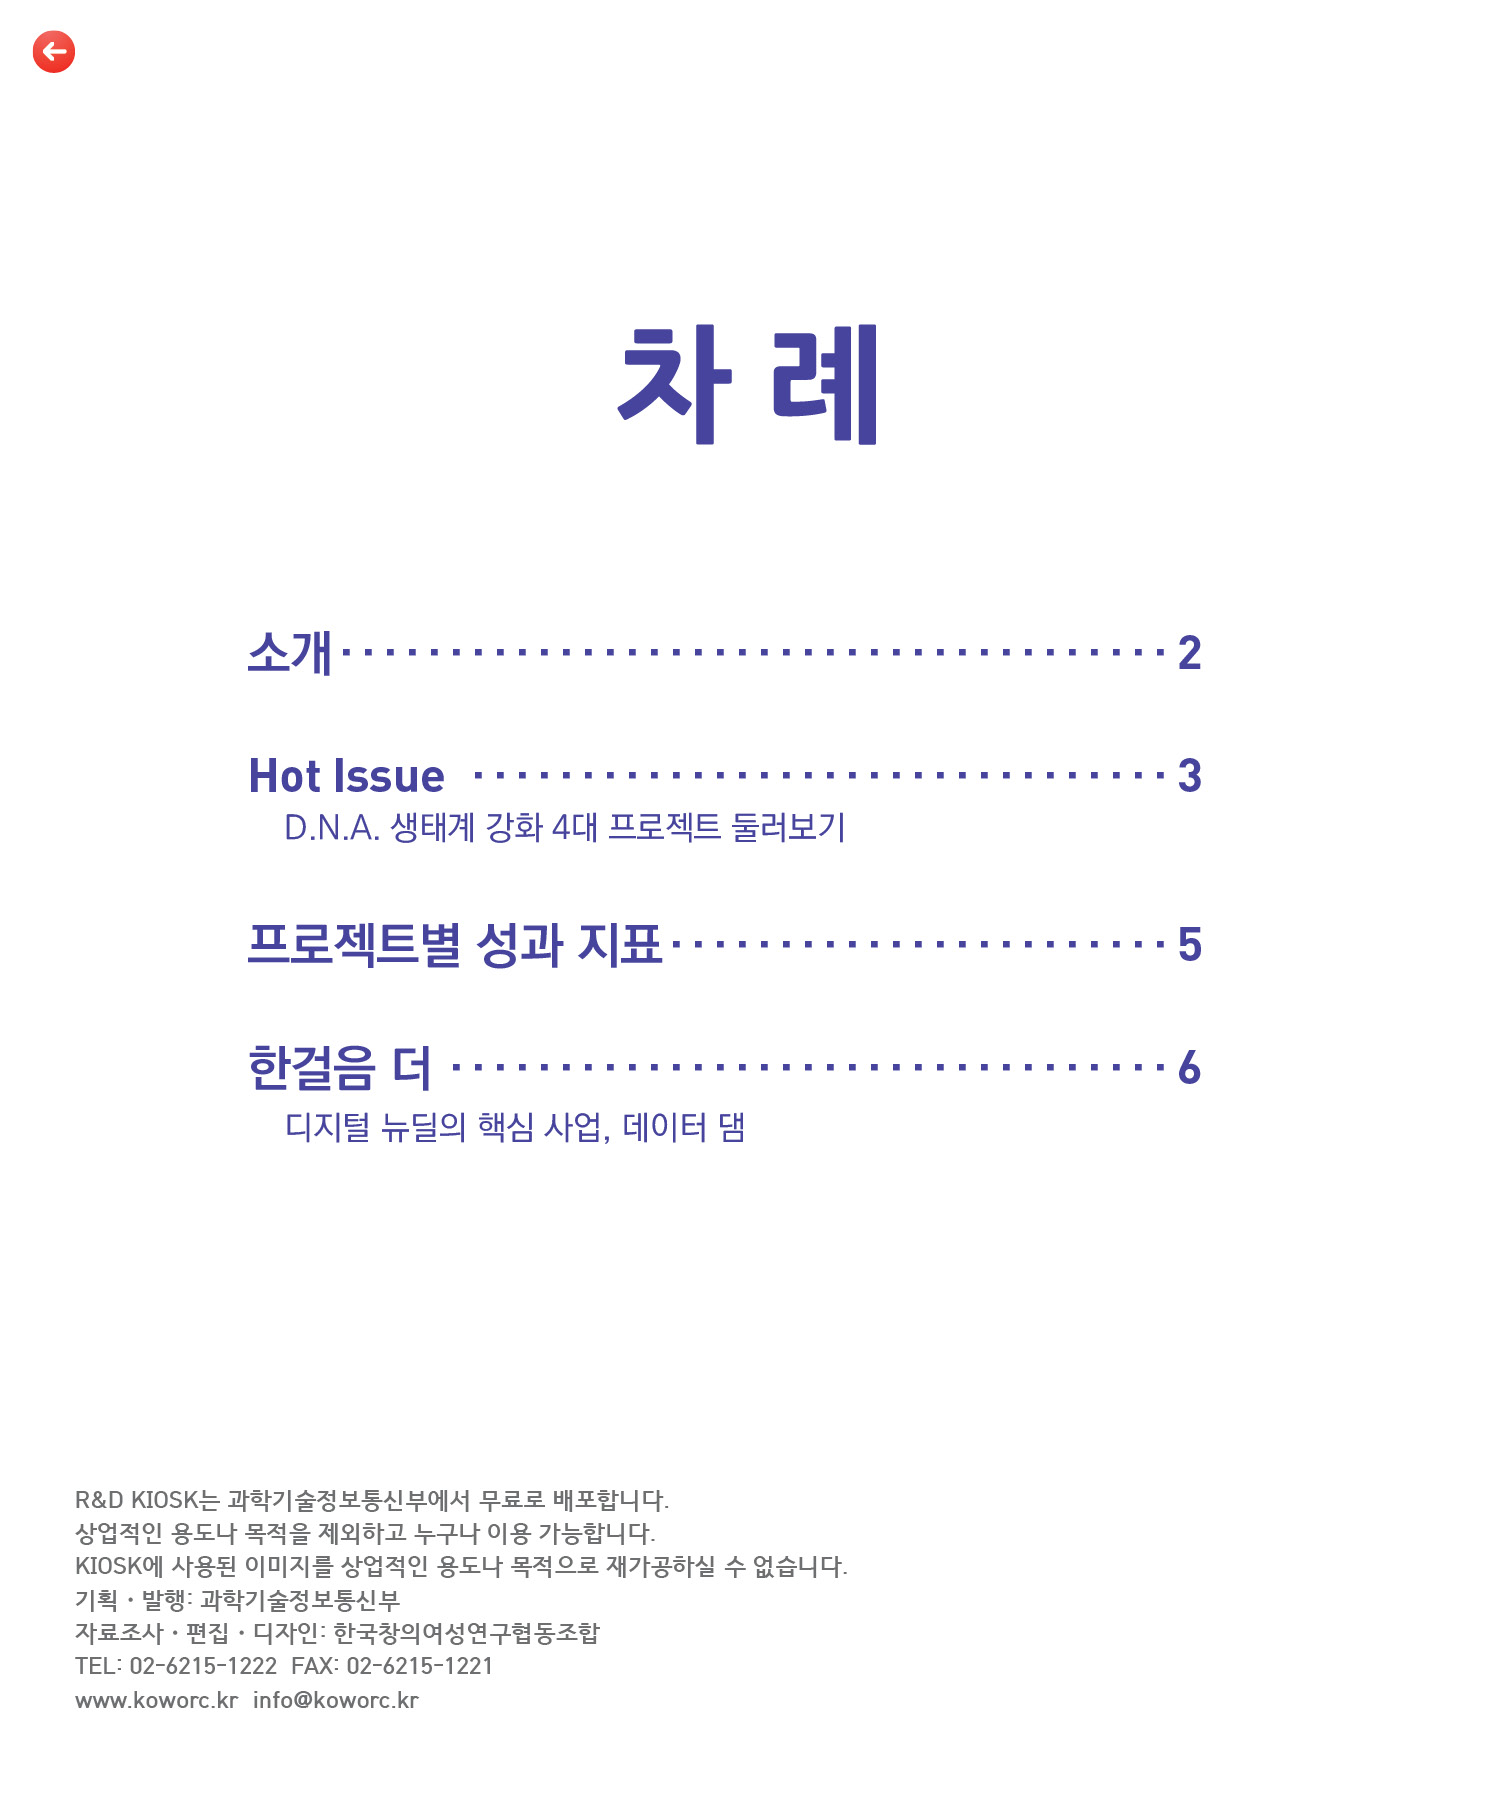 차 례
소개 ······································ 2
Hot Issue ································ 3
D.N.A. 생태계 강화 4대 프로젝트 둘러보기
프로젝트별 성과 지표 ······················· 5
한걸음 더 ································· 6
디지털 뉴딜의 핵심 사업, 데이터 댐
R&D KIOSK는 과학기술정보통신부에서 무료로 배포합니다.
상업적인 용도나 목적을 제외하고 누구나 이용 가능합니다.
KIOSK에 사용된 이미지를 상업적인 용도나 목적으로 재가공하실 수 없습니다.
기획·발행: 과학기술정보통신부
자료조사·편집·디자인: 한국창의여성연구협동조합
TEL: 02-6215-1222 FAX: 02-6215-1221
www.koworc.kr info@koworc.kr